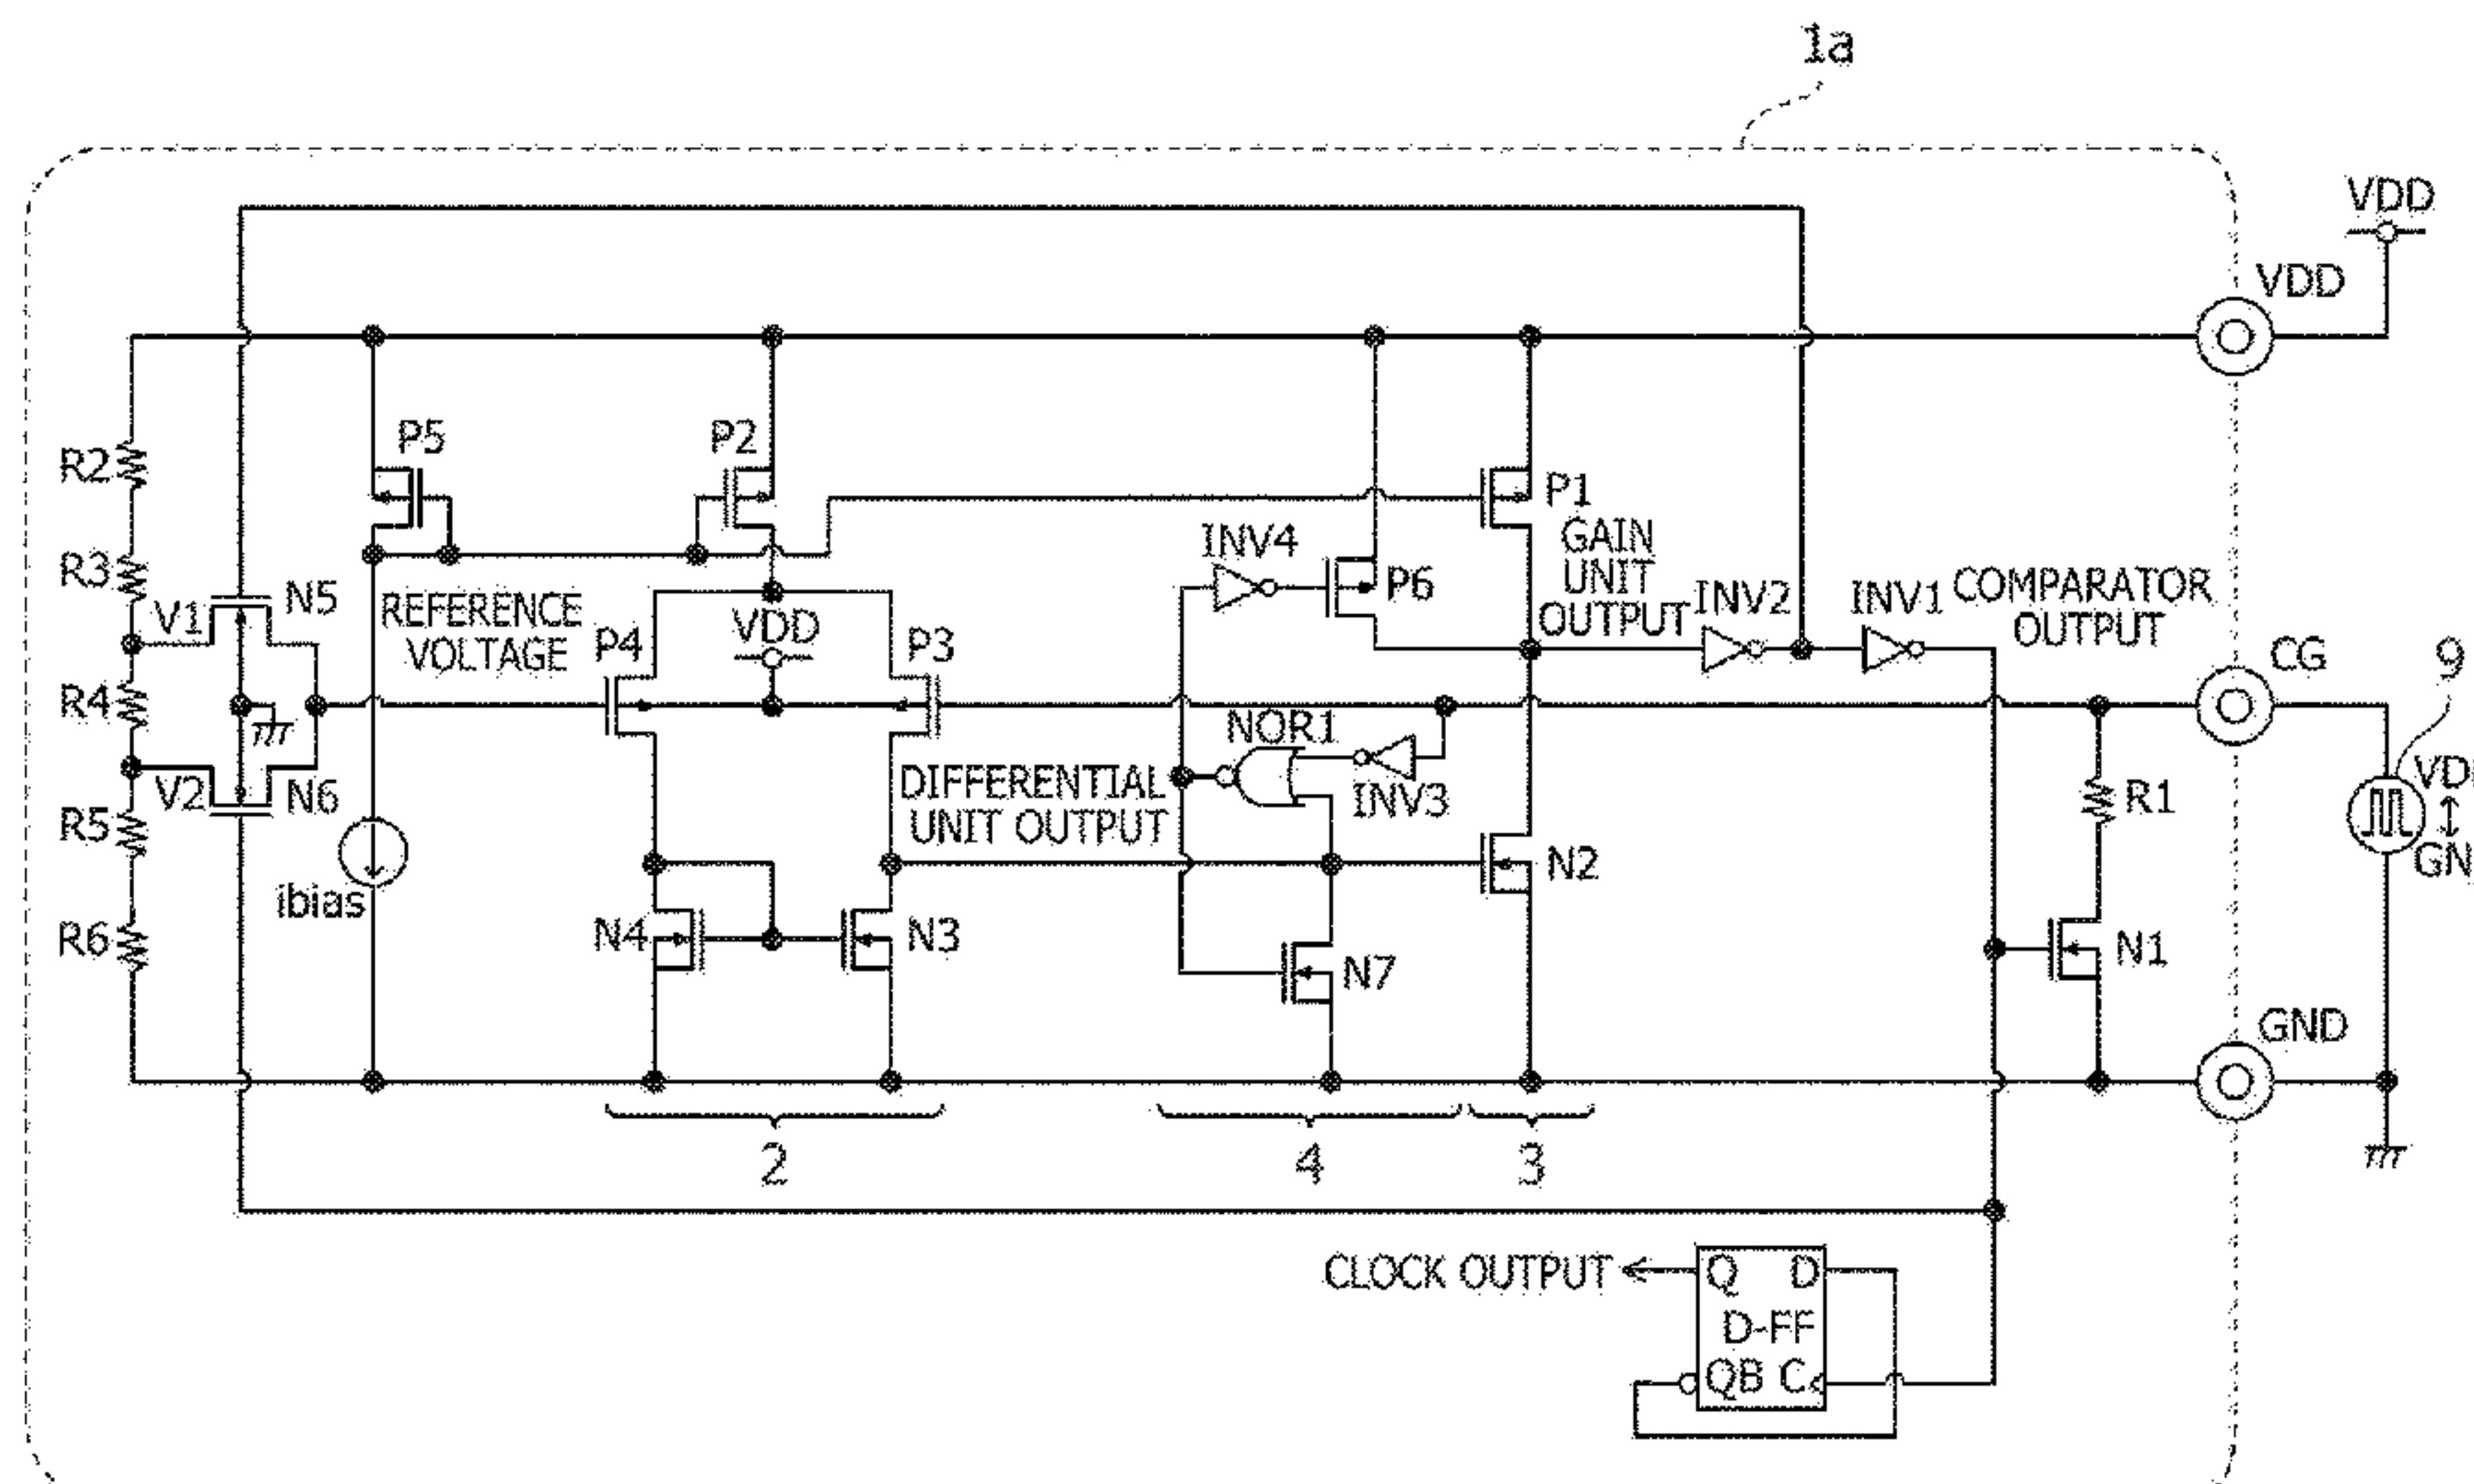 1a
VDD
VDD
P5
P2
R2
P1
INV4
GAIN
UNIT
OUTPUT
R3
N5
REFERENCE
VOLTAGE
P6
INV2
INV1
COMPARATOR
OUTPUT
V1
P4
VDD
P3
CG
9
R4
NOR1
V2
N6
DIFFERENTIAL
UNIT OUTPUT
INV3
R1
VD
R5
GN
N2
ibias
R6
N4
N3
N7
N1
GND
2
4
3
CLOCK OUTPUT
Q D
D-FF
QB C